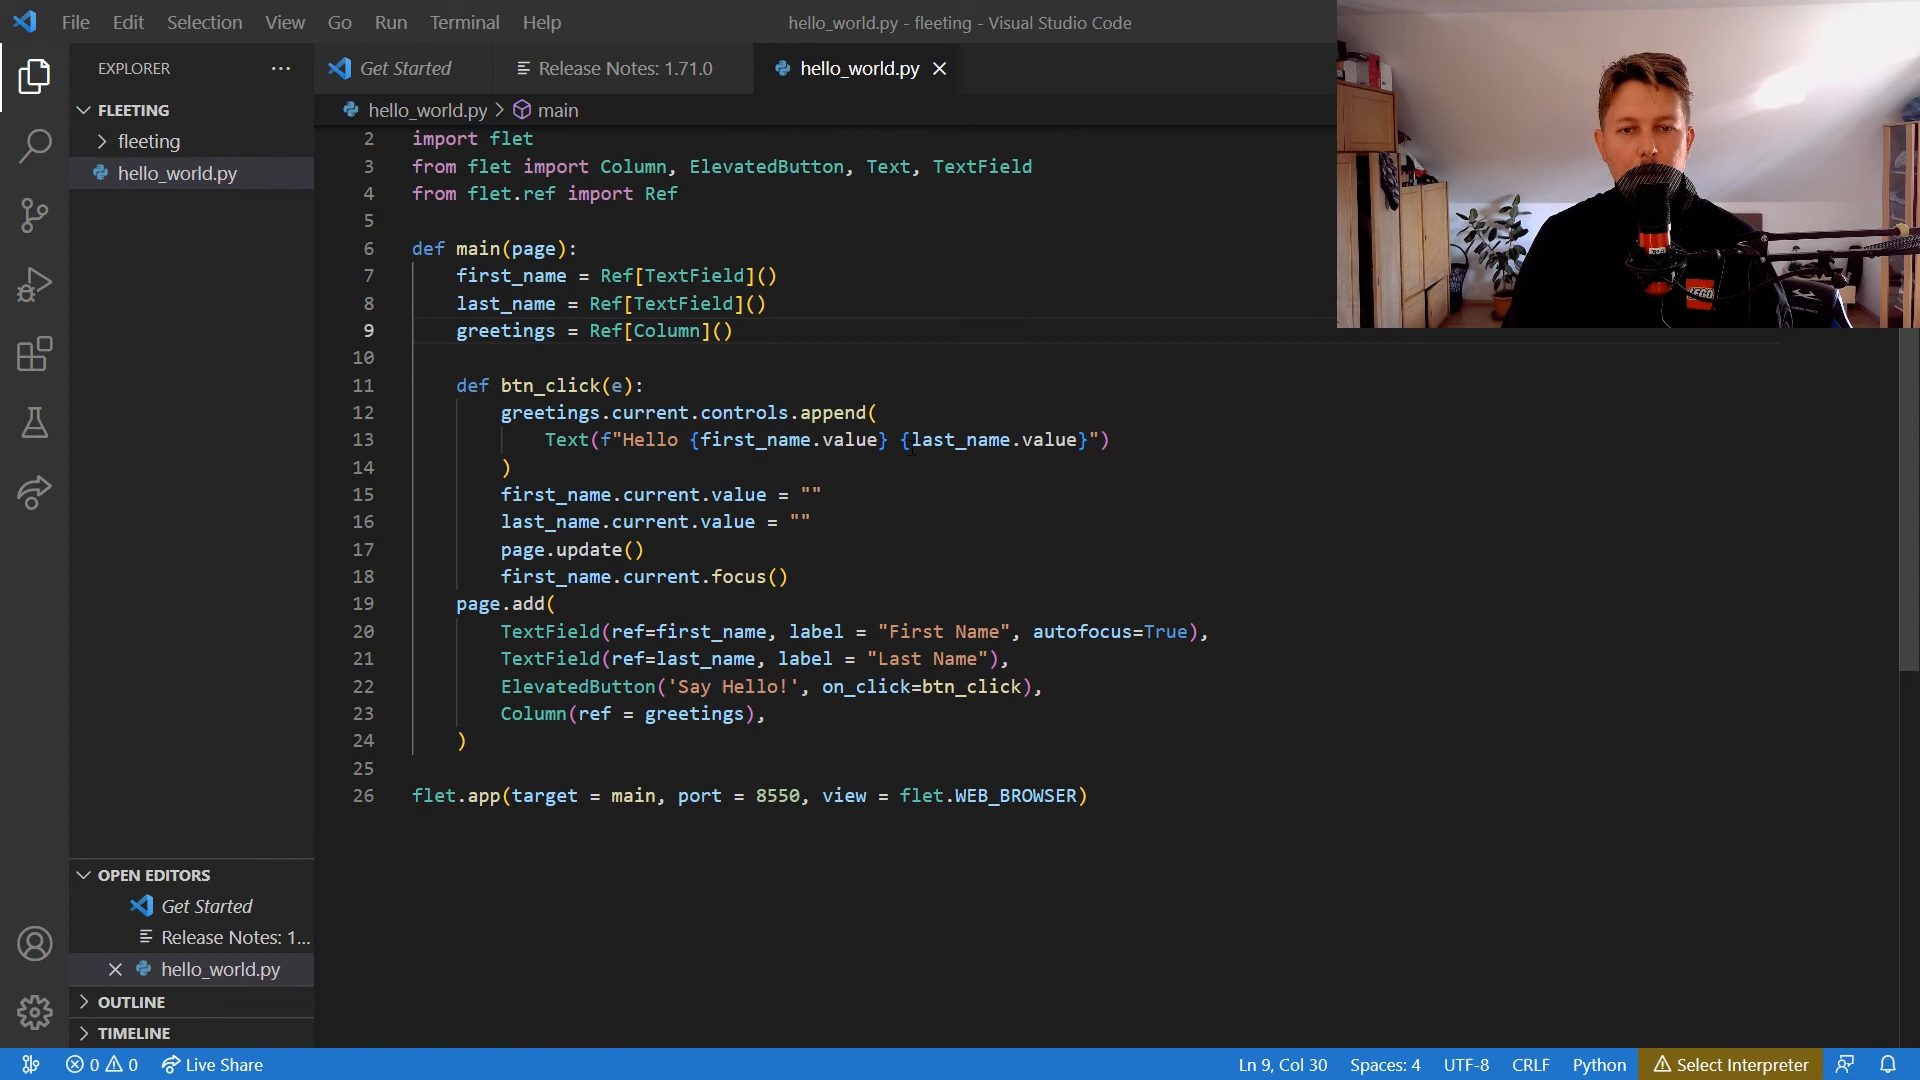 File Edit Selection View Go Run Terminal Help
hello_world.py - fleeting - Visual Studio Code
EXPLORER
Get Started
Release Notes: 1.71.0
hello_world.py
FLEETING
fleeting
hello_world.py
hello_world.py > main
2 import flet
3 from flet import Column, ElevatedButton, Text, TextField
4 from flet.ref import Ref
5
6 def main(page):
7 first_name = Ref[TextField]()
8 last_name = Ref[TextField]()
9 greetings = Ref[Column]()
10
11 def btn_click(e):
12 greetings.current.controls.append(
13 Text(f"Hello {first_name.value} {last_name.value}")
14 )
15 first_name.current.value = ""
16 last_name.current.value = ""
17 page.update()
18 first_name.current.focus()
19 page.add(
20 TextField(ref=first_name, label = "First Name", autofocus=True),
21 TextField(ref=last_name, label = "Last Name"),
22 ElevatedButton('Say Hello!', on_click=btn_click),
23 Column(ref = greetings),
24 )
25
26 flet.app(target = main, port = 8550, view = flet.WEB_BROWSER)
LEGO
OPEN EDITORS
Get Started
Release Notes: 1...
hello_world.py
OUTLINE
TIMELINE
0 0 Live Share
Ln 9, Col 30 Spaces: 4 UTF-8 CRLF Python Select Interpreter